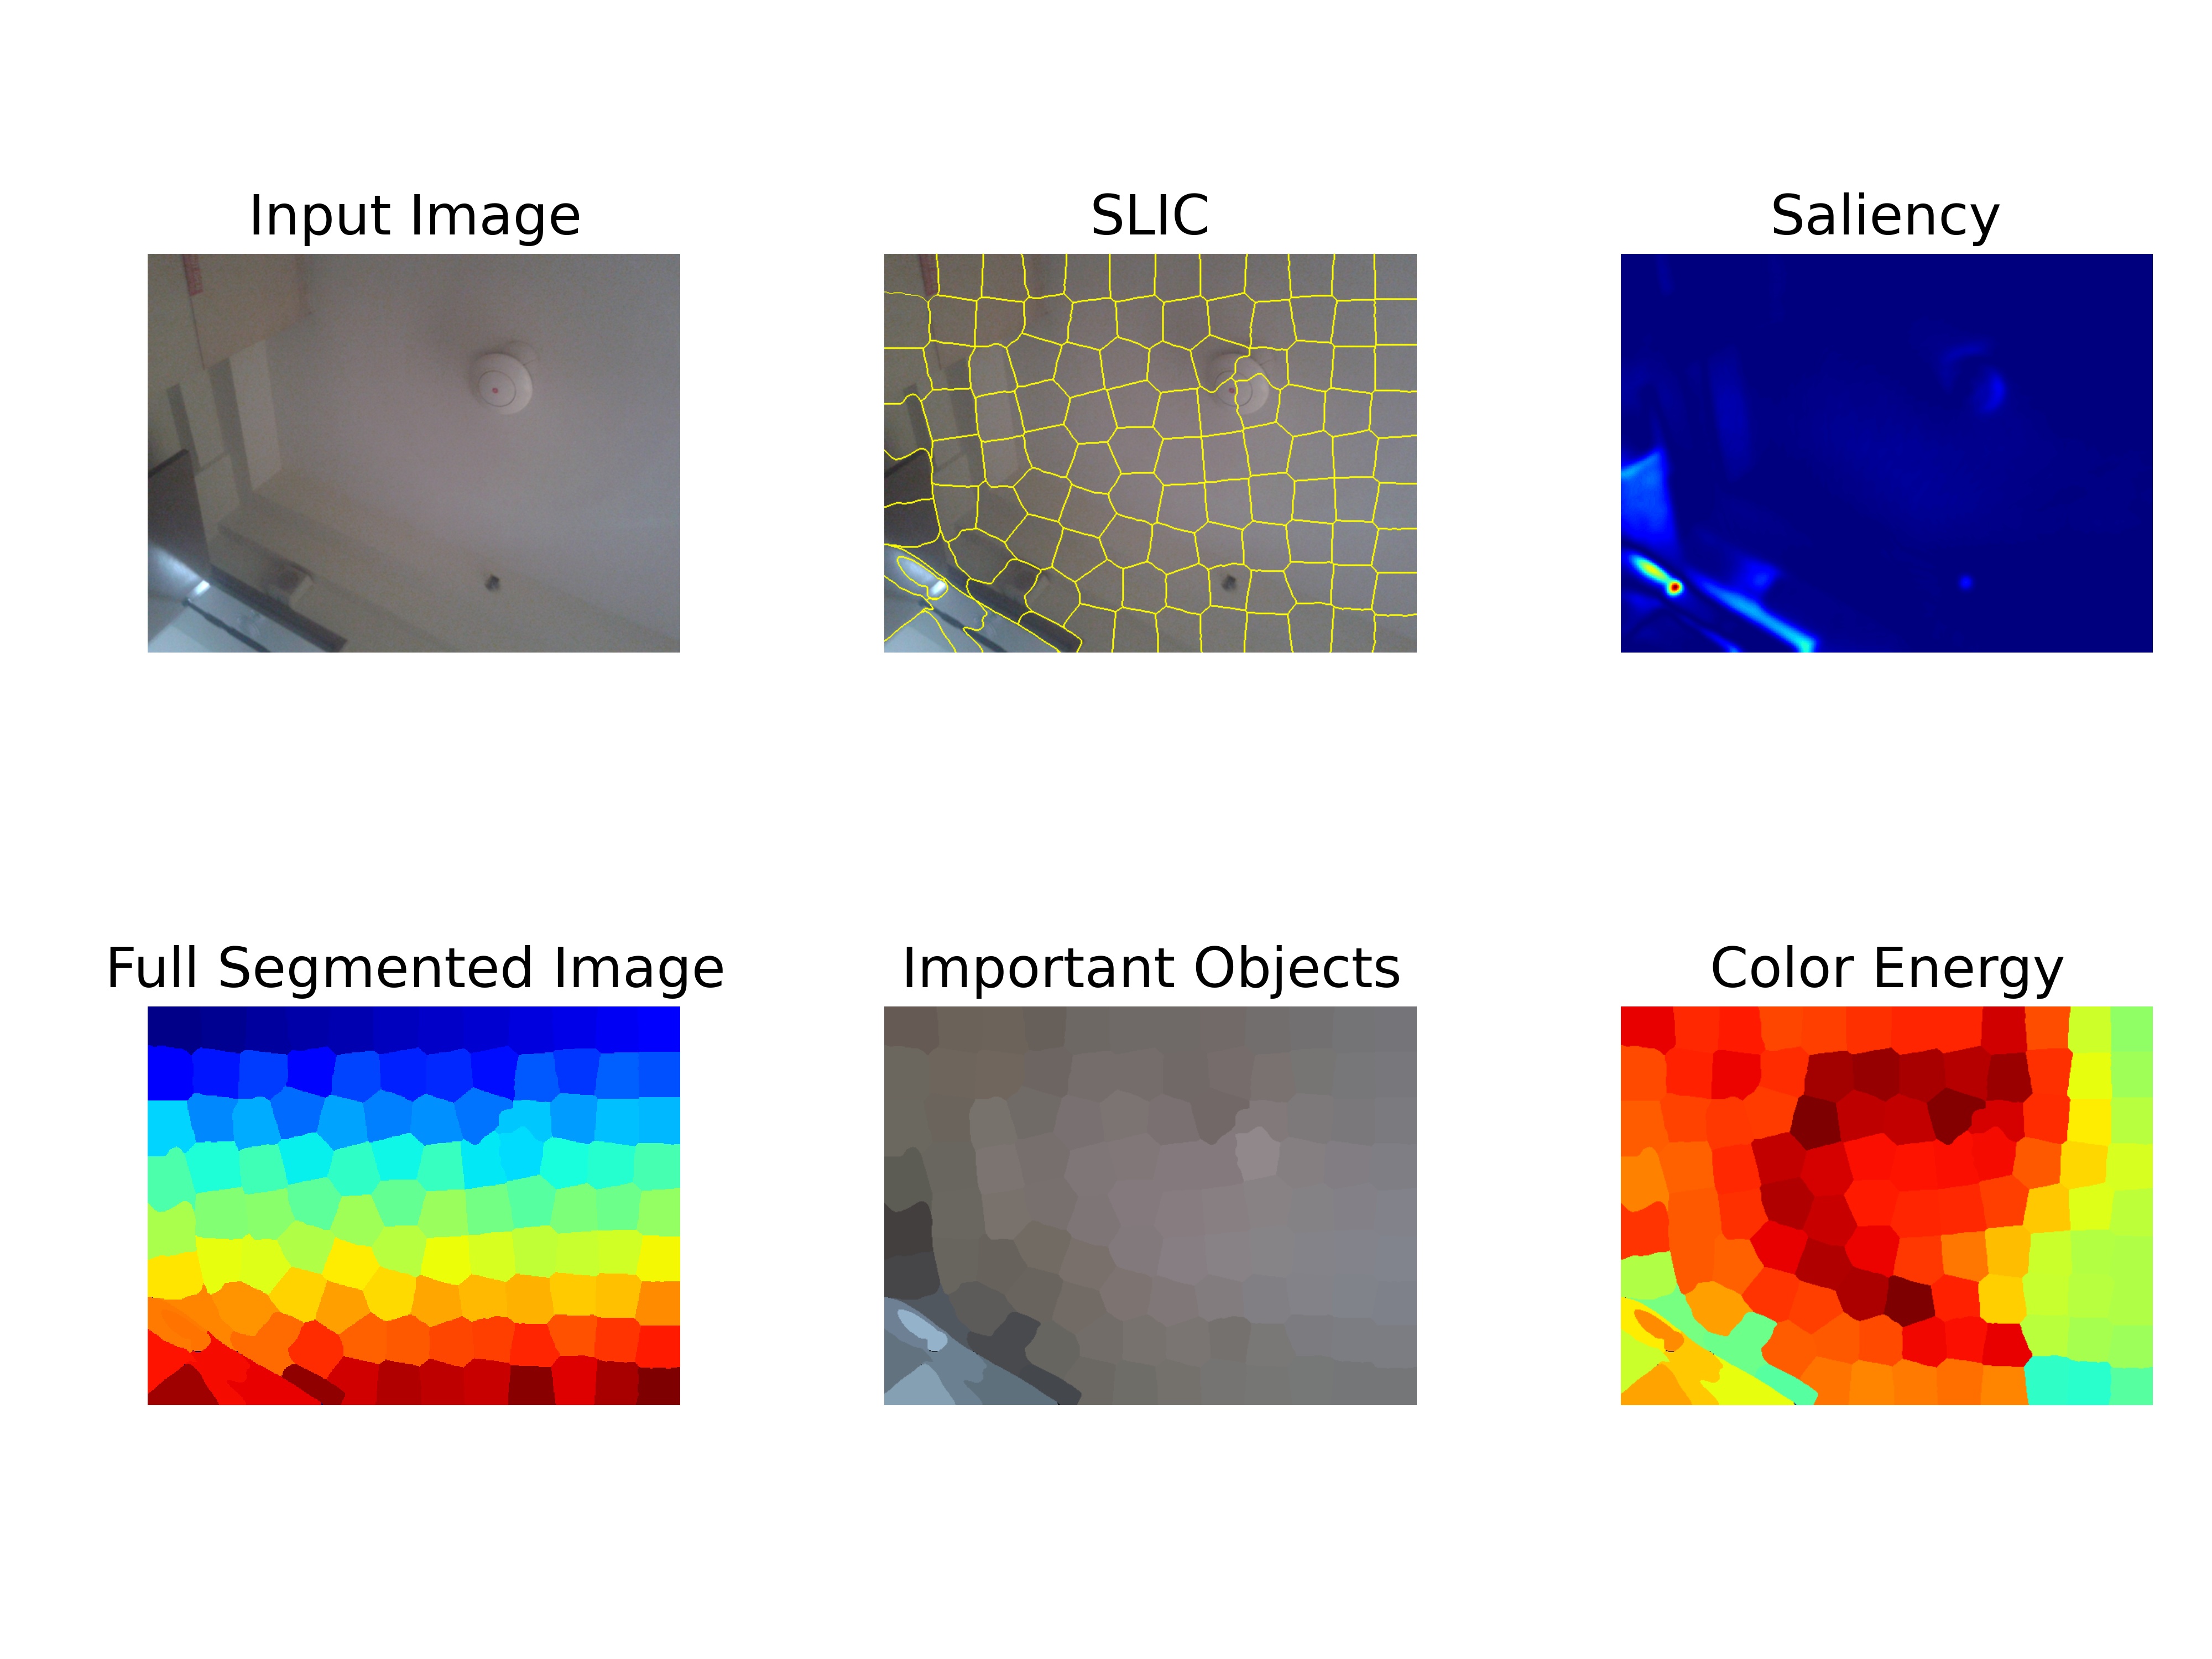 Input Image
SLIC
Saliency
Full Segmented Image
Important Objects
Color Energy